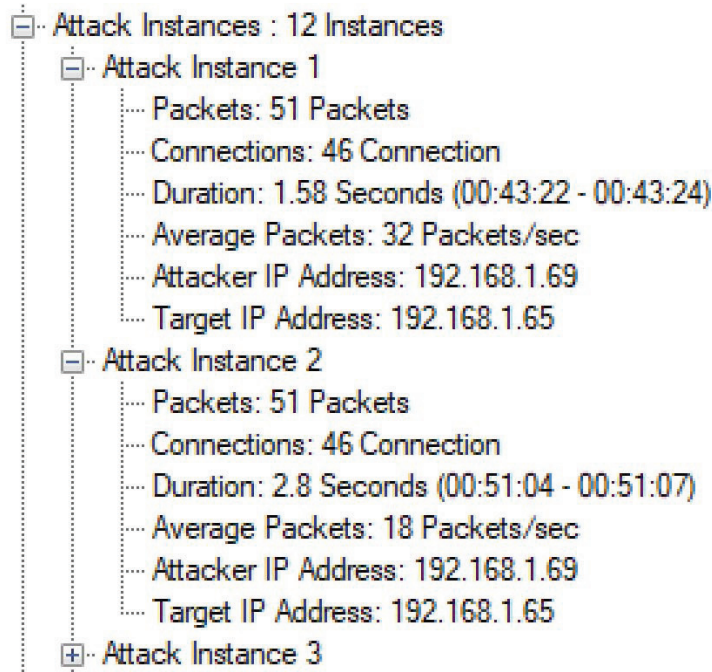 Attack Instances : 12 Instances
Attack Instance 1
Packets: 51 Packets
Connections: 46 Connection
Duration: 1.58 Seconds (00:43:22 - 00:43:24)
Average Packets: 32 Packets/sec
Attacker IP Address: 192.168.1.69
Target IP Address: 192.168.1.65
Attack Instance 2
Packets: 51 Packets
Connections: 46 Connection
Duration: 2.8 Seconds (00:51:04 - 00:51:07)
Average Packets: 18 Packets/sec
Attacker IP Address: 192.168.1.69
Target IP Address: 192.168.1.65
Attack Instance 3